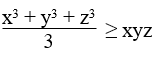 x³ + y³ + z³
3
≥ xyz